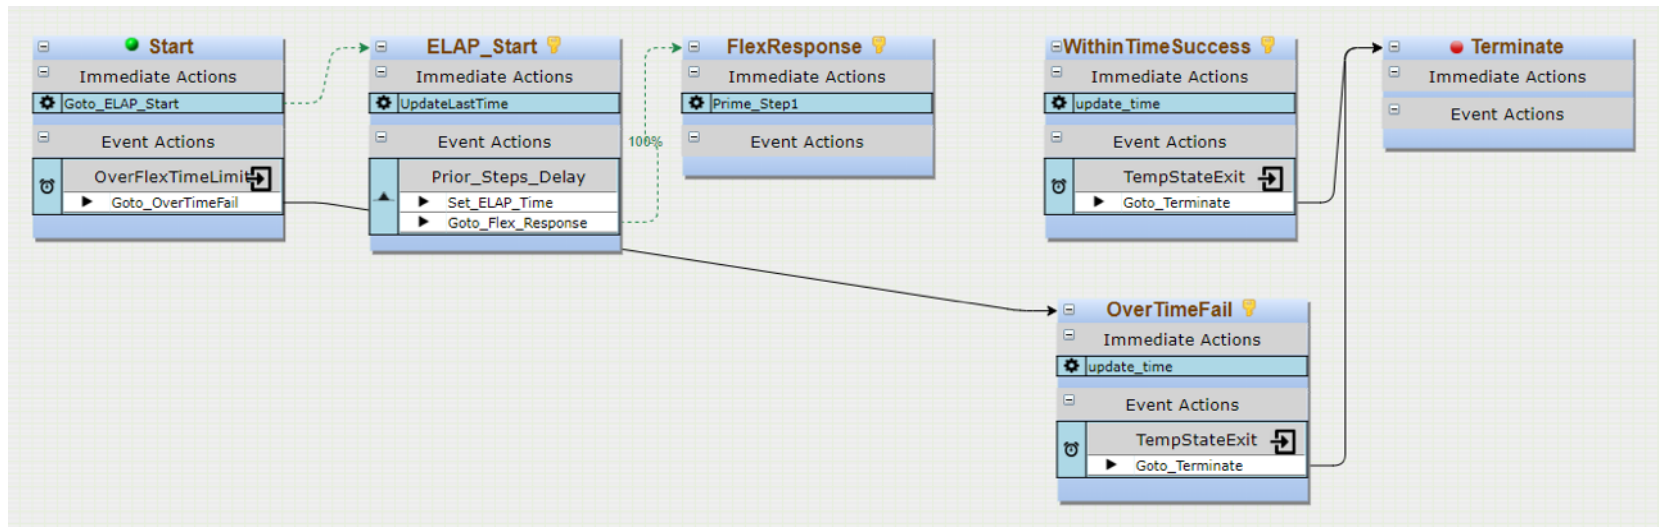 Start
Immediate Actions
Goto_ELAP_Start
Event Actions
OverFlexTimeLimit
Goto_OverTimeFail
ELAP_Start
Immediate Actions
UpdateLastTime
Event Actions
Prior_Steps_Delay
Set_ELAP_Time
Goto_Flex_Response
100%
FlexResponse
Immediate Actions
Prime_Step1
Event Actions
WithinTimeSuccess
Immediate Actions
update_time
Event Actions
TempStateExit
Goto_Terminate
Terminate
Immediate Actions
Event Actions
OverTimeFail
Immediate Actions
update_time
Event Actions
TempStateExit
Goto_Terminate